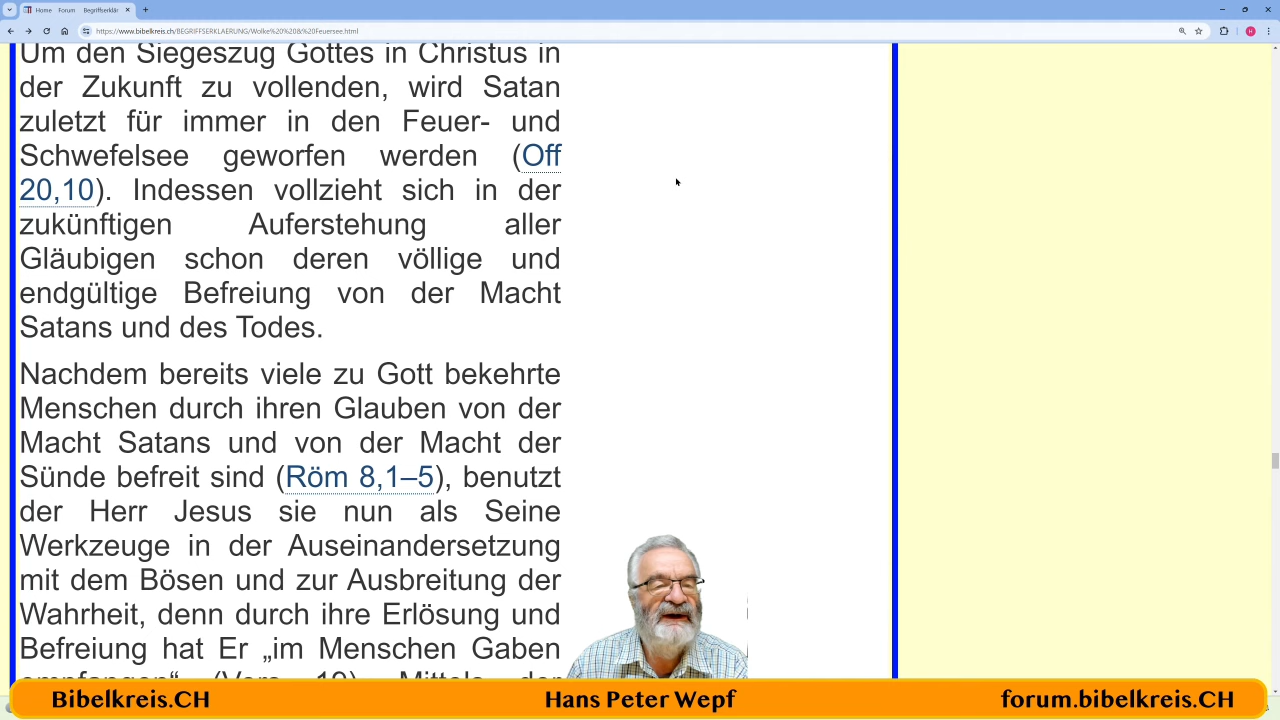 Home
Forum
Begriffserklär
https://www.bibelkreis.ch/BEGRIFFSERKLAERUNG/Wolke%20%20&%20Feuersee.html
H
Um den Siegeszug Gottes in Christus in
der Zukunft zu vollenden, wird Satan
zuletzt für immer in den Feuer- und
Schwefelsee geworfen werden (Off
20,10). Indessen vollzieht sich in der
zukünftigen Auferstehung aller
Gläubigen schon deren völlige und
endgültige Befreiung von der Macht
Satans und des Todes.
Nachdem bereits viele zu Gott bekehrte
Menschen durch ihren Glauben von der
Macht Satans und von der Macht der
Sünde befreit sind (Röm 8,1–5), benutzt
der Herr Jesus sie nun als Seine
Werkzeuge in der Auseinandersetzung
mit dem Bösen und zur Ausbreitung der
Wahrheit, denn durch ihre Erlösung und
Befreiung hat Er „im Menschen Gaben
empfangen“ (Vers 19). Mittels der
Bibelkreis.CH
Hans Peter Wepf
forum.bibelkreis.CH